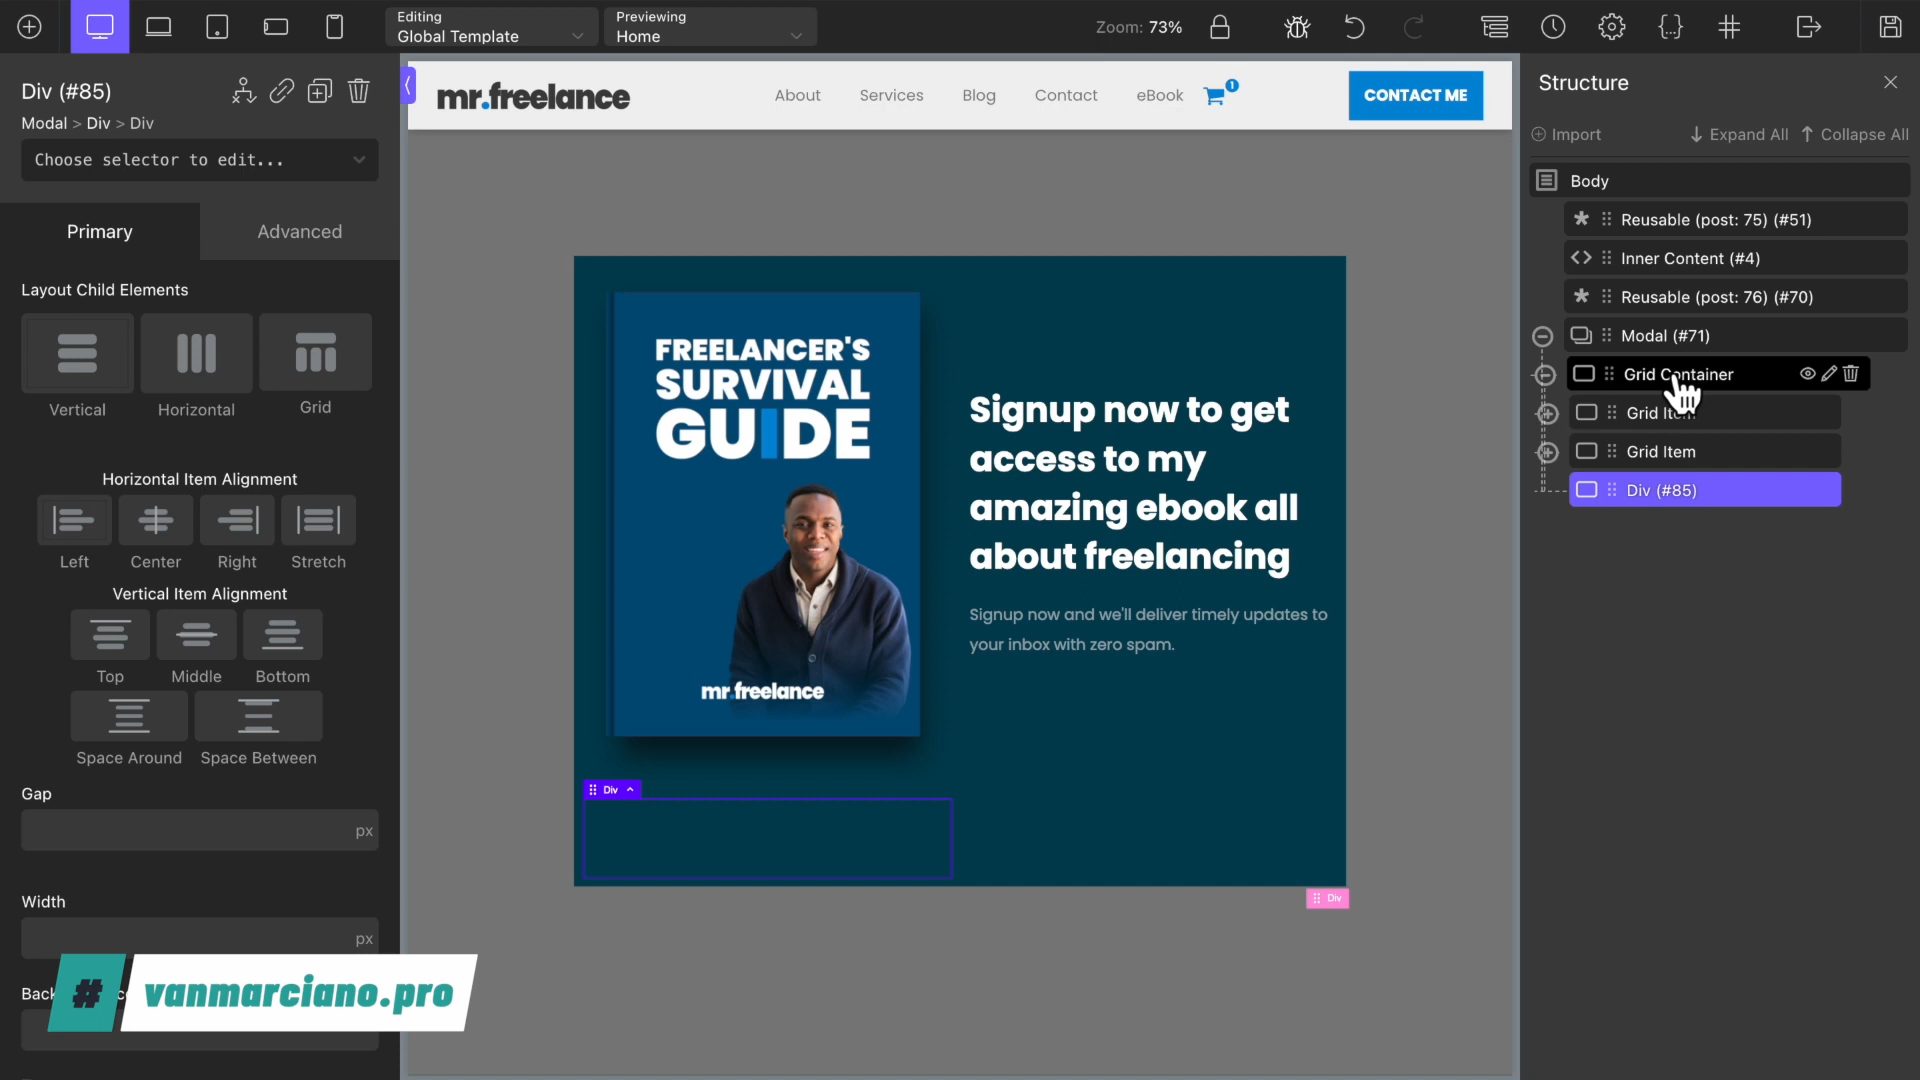 Editing
Global Template
Previewing
Home
Zoom: 73%
Div (#85)
Modal > Div > Div
Choose selector to edit...
Primary
Advanced
Layout Child Elements
Vertical
Horizontal
Grid
Horizontal Item Alignment
Left
Center
Right
Stretch
Vertical Item Alignment
Top
Middle
Bottom
Space Around
Space Between
Gap
px
Width
px
# vanmarciano.pro
mr.freelance
About
Services
Blog
Contact
eBook
1
CONTACT ME
FREELANCER'S
SURVIVAL
GUIDE
mr.freelance
Signup now to get
access to my
amazing ebook all
about freelancing
Signup now and we'll deliver timely updates to
your inbox with zero spam.
Div
Div
Structure
Import
Expand All
Collapse All
Body
Reusable (post: 75) (#51)
Inner Content (#4)
Reusable (post: 76) (#70)
Modal (#71)
Grid Container
Grid Item
Grid Item
Div (#85)